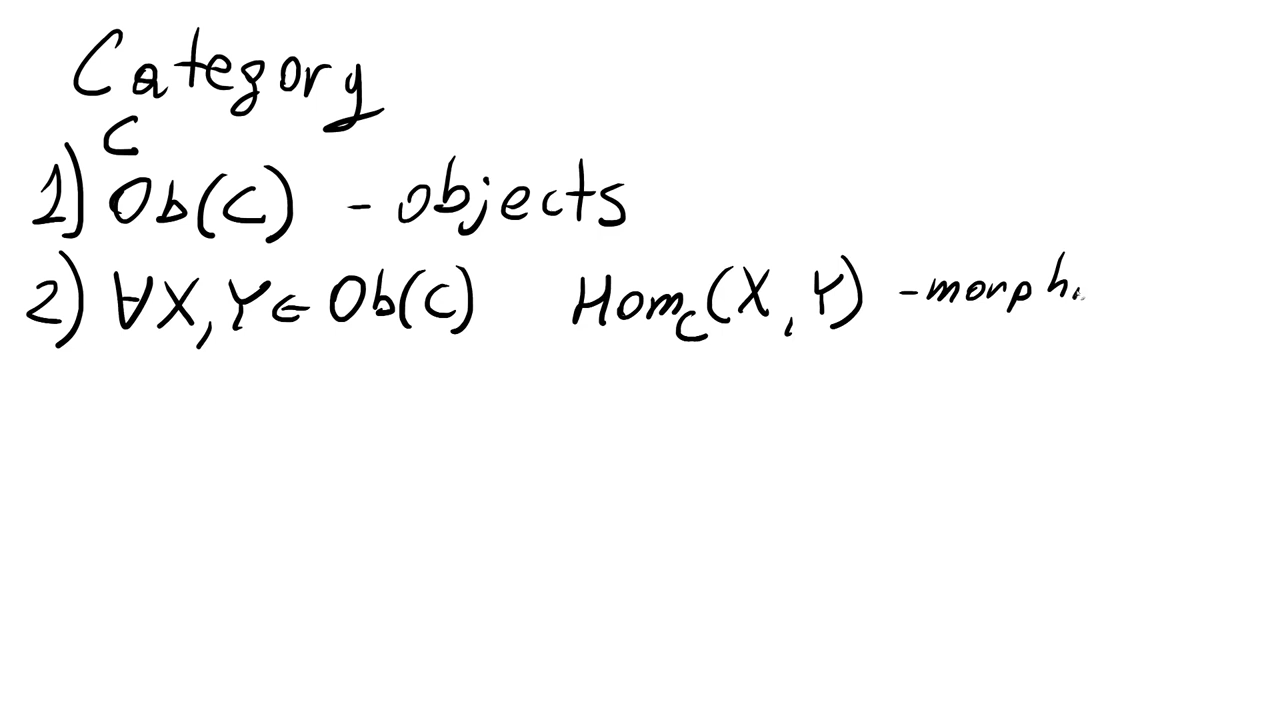 Category
C
1) Ob(C) - objects
2) ∀X, Y ∈ Ob(C) Hom_C(X, Y) - morph